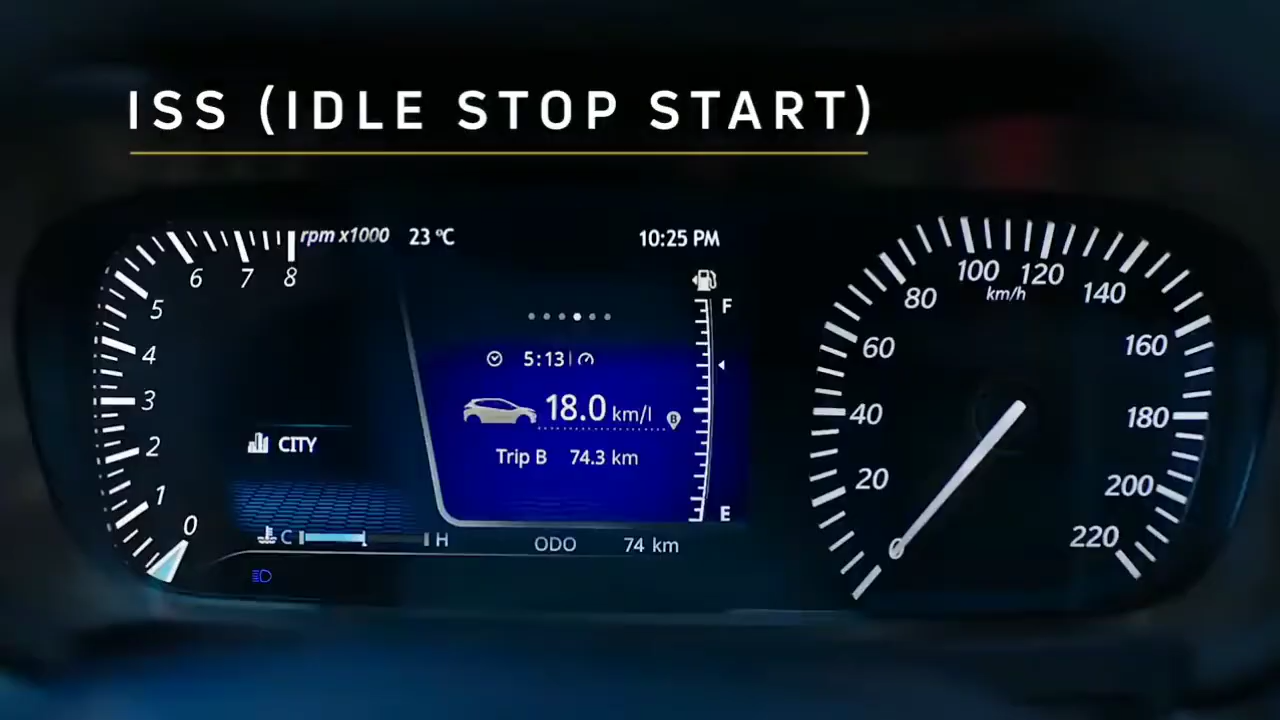 ISS (IDLE STOP START)
rpm x1000 23 °C 10:25 PM
8
7
6
5
4
3
2
1
0
F
5:13
18.0 km/l B
Trip B 74.3 km
E
CITY
C H
ODO 74 km
0
20
40
60
80
100
120
140
160
180
200
220
km/h